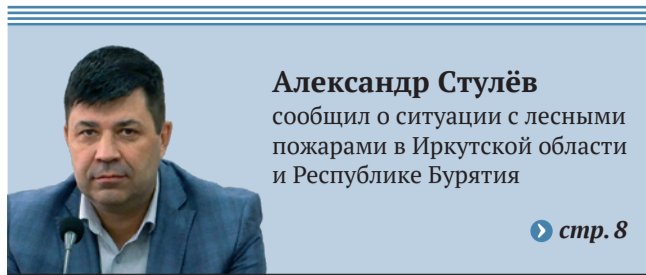 Александр Стулёв
сообщил о ситуации с лесными
пожарами в Иркутской области
и Республике Бурятия
стр. 8